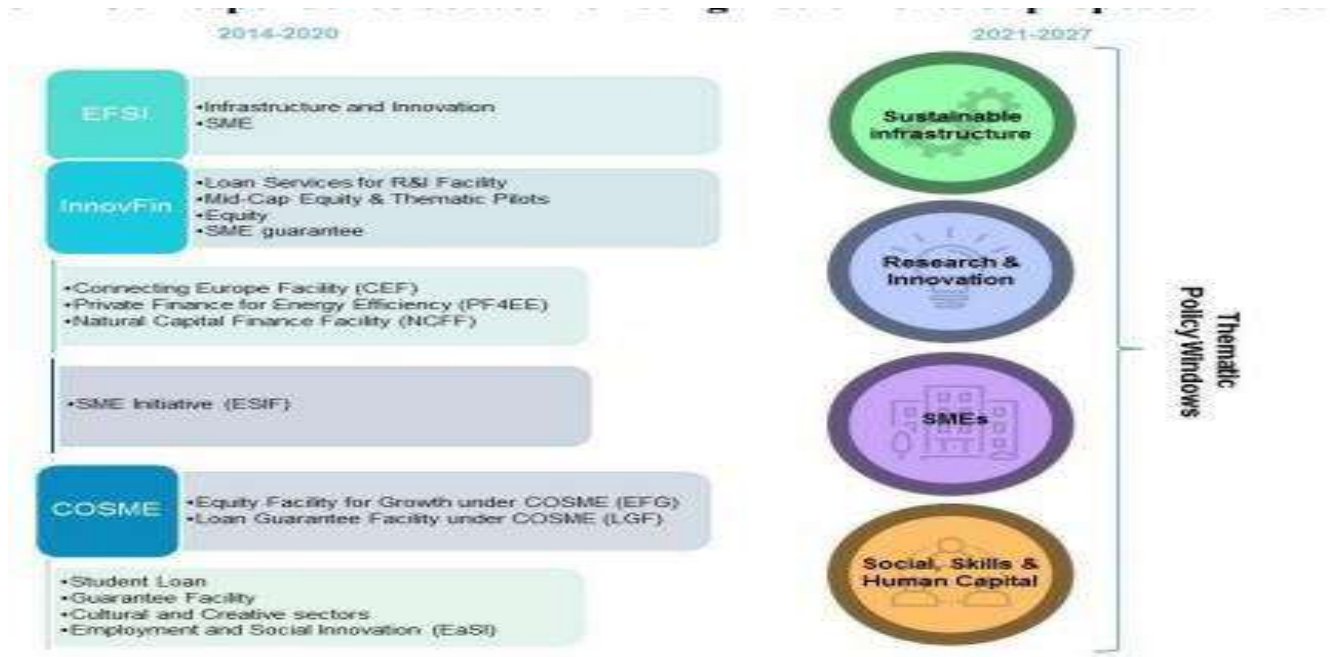 2014-2020
2021-2027
EFSI
•Infrastructure and Innovation
•SME
InnovFin
•Loan Services for R&I Facility
•Mid-Cap Equity & Thematic Pilots
•Equity
•SME guarantee
•Connecting Europe Facility (CEF)
•Private Finance for Energy Efficiency (PF4EE)
•Natural Capital Finance Facility (NCFF)
•SME Initiative (ESIF)
COSME
•Equity Facility for Growth under COSME (EFG)
•Loan Guarantee Facility under COSME (LGF)
•Student Loan
•Guarantee Facility
•Cultural and Creative sectors
•Employment and Social Innovation (EaSI)
Sustainable
infrastructure
Research &
Innovation
SMEs
Social, Skills &
Human Capital
Thematic
Policy Windows